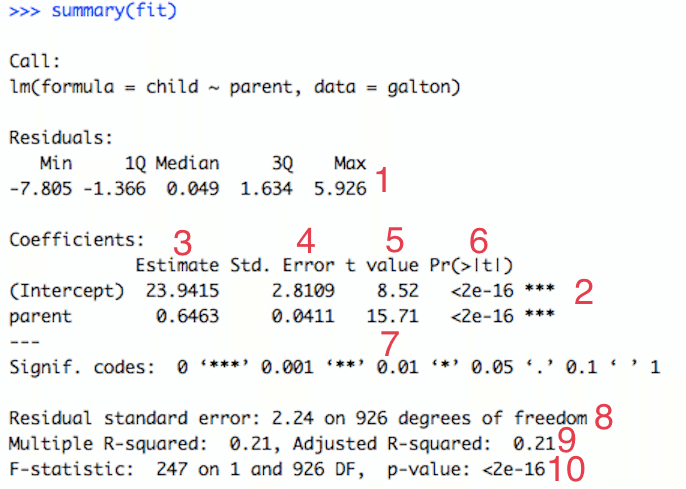 >>> summary(fit)
Call:
lm(formula = child ~ parent, data = galton)
Residuals:
Min 1Q Median 3Q Max
-7.805 -1.366 0.049 1.634 5.926 1
Coefficients: 3 4 5 6
Estimate Std. Error t value Pr(>|t|)
(Intercept) 23.9415 2.8109 8.52 <2e-16 *** 2
parent 0.6463 0.0411 15.71 <2e-16 ***
--- 7
Signif. codes: 0 ‘***’ 0.001 ‘**’ 0.01 ‘*’ 0.05 ‘.’ 0.1 ‘ ’ 1
Residual standard error: 2.24 on 926 degrees of freedom 8
Multiple R-squared: 0.21, Adjusted R-squared: 0.21 9
F-statistic: 247 on 1 and 926 DF, p-value: <2e-16 10